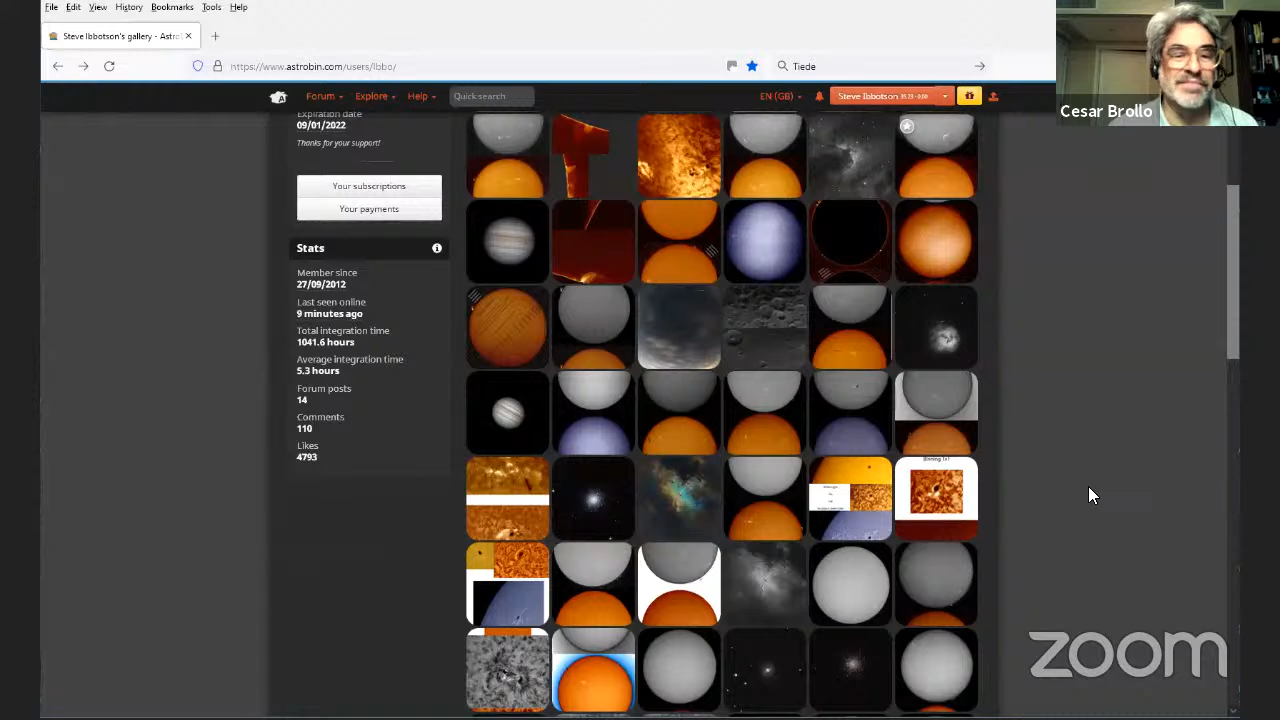 File Edit View History Bookmarks Tools Help
Steve Ibbotson's gallery - Astro
https://www.astrobin.com/users/Ibbo/
Tiede
Forum Explore Help Quick search EN (GB) Steve Ibbotson
Cesar Brollo
Expiration date
09/01/2022
Thanks for your support!
Your subscriptions
Your payments
Stats
Member since
27/09/2012
Last seen online
9 minutes ago
Total integration time
1041.6 hours
Average integration time
5.3 hours
Forum posts
14
Comments
110
Likes
4793
Binning 1x1
zoom